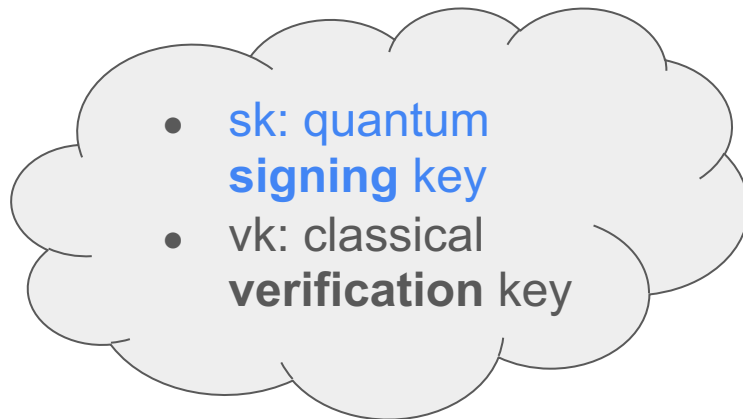 ● sk: quantum
signing key
● vk: classical
verification key